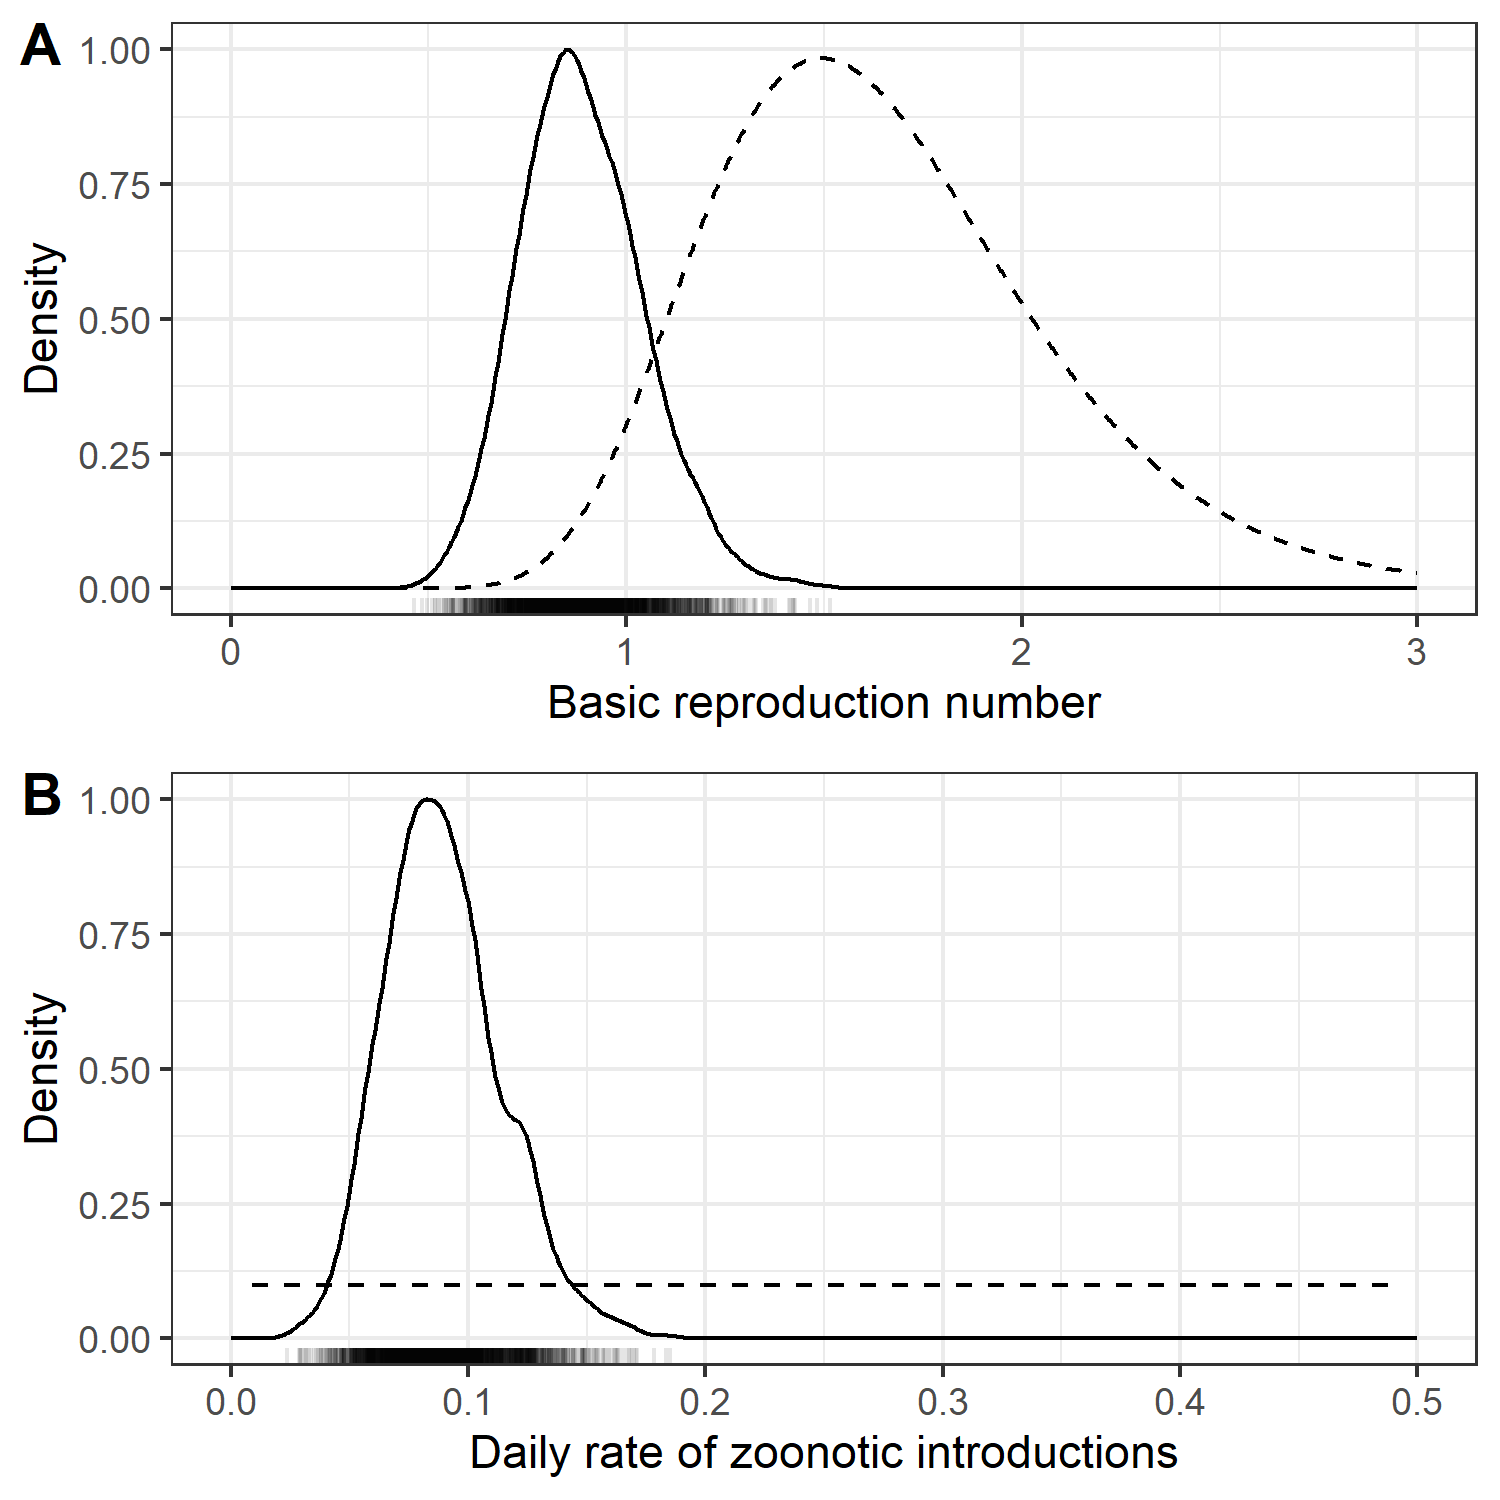 A
1.00
0.75
0.50
0.25
0.00
Density
0 1 2 3
Basic reproduction number
B
1.00
0.75
0.50
0.25
0.00
Density
0.0 0.1 0.2 0.3 0.4 0.5
Daily rate of zoonotic introductions